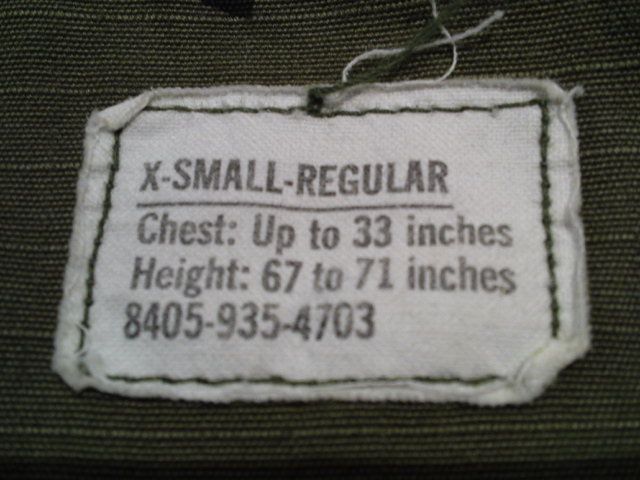 X-SMALL-REGULAR
Chest: Up to 33 inches
Height: 67 to 71 inches
8405-935-4703